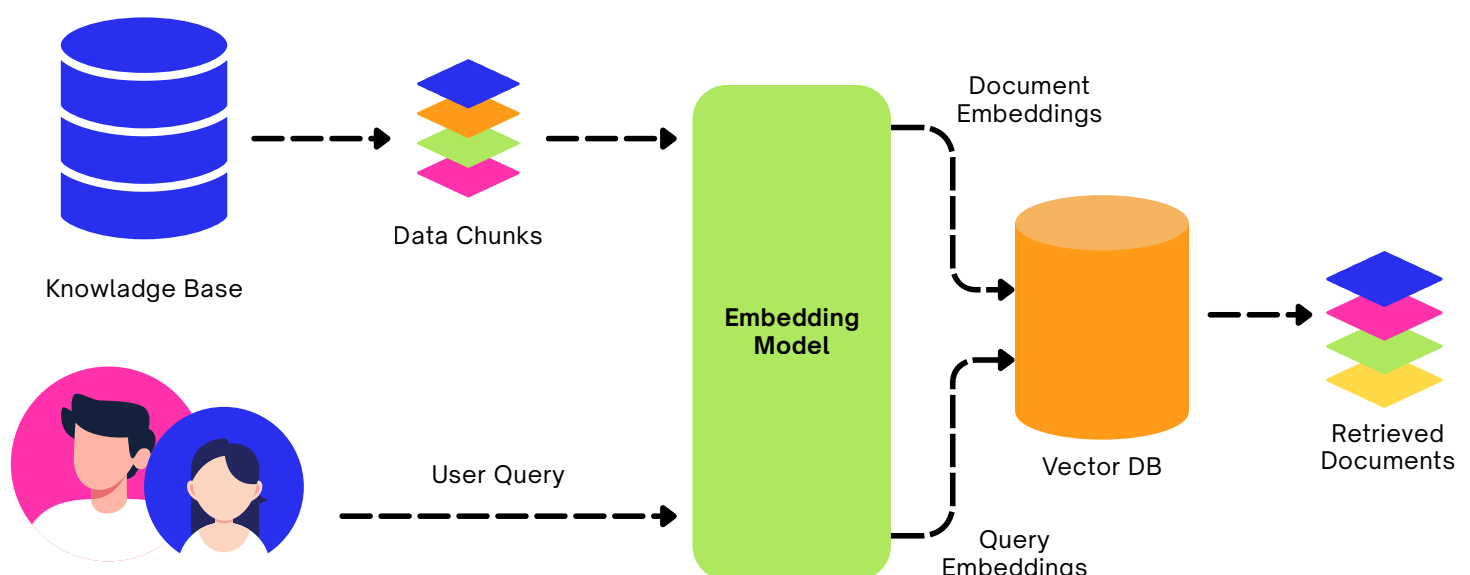 Document
Embeddings
Data Chunks
Knowladge Base
Embedding
Model
User Query
Vector DB
Retrieved
Documents
Query
Embeddings